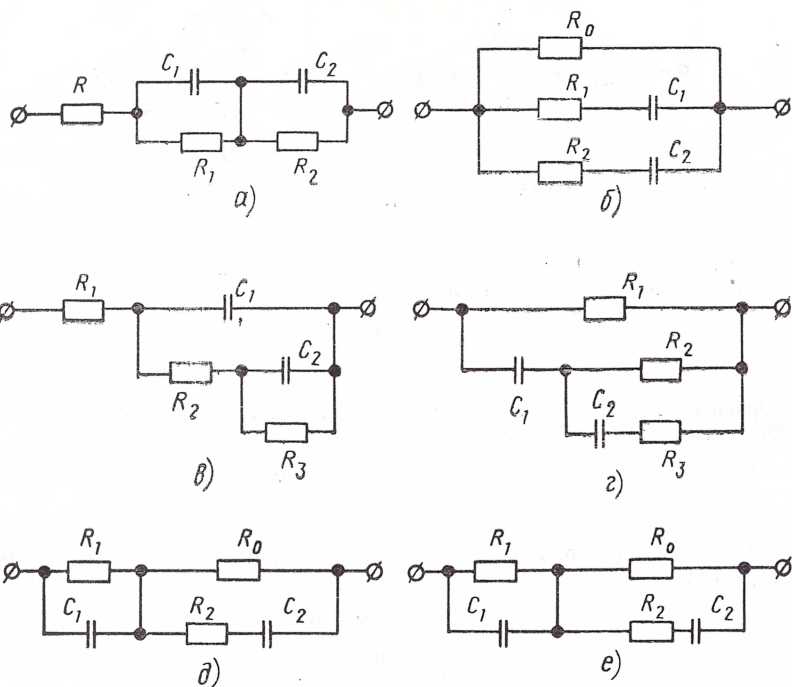 R
C₁
C₂
R₁
R₂
а)
R₀
R₁
C₁
R₂
C₂
б)
R₁
C₁
C₂
R₂
R₃
в)
R₁
R₂
C₁
C₂
R₃
г)
R₁
R₀
C₁
R₂
C₂
д)
R₁
R₀
C₁
R₂
C₂
е)